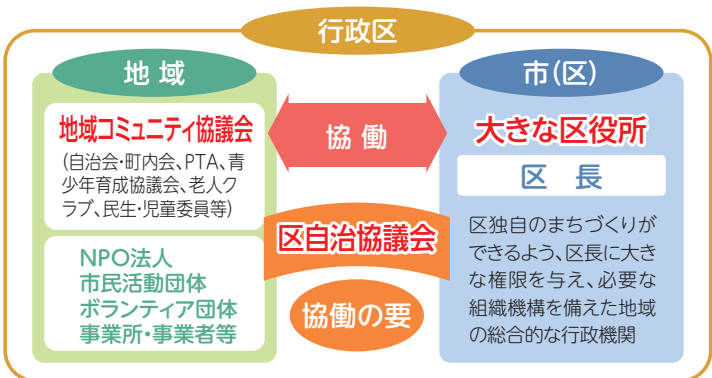 行政区
地域
地域コミュニティ協議会
(自治会・町内会、PTA、青
少年育成協議会、老人ク
ラブ、民生・児童委員等)
NPO法人
市民活動団体
ボランティア団体
事業所・事業者等
協働
区自治協議会
協働の要
市(区)
大きな区役所
区長
区独自のまちづくりが
できるよう、区長に大き
な権限を与え、必要な
組織機構を備えた地域
の総合的な行政機関